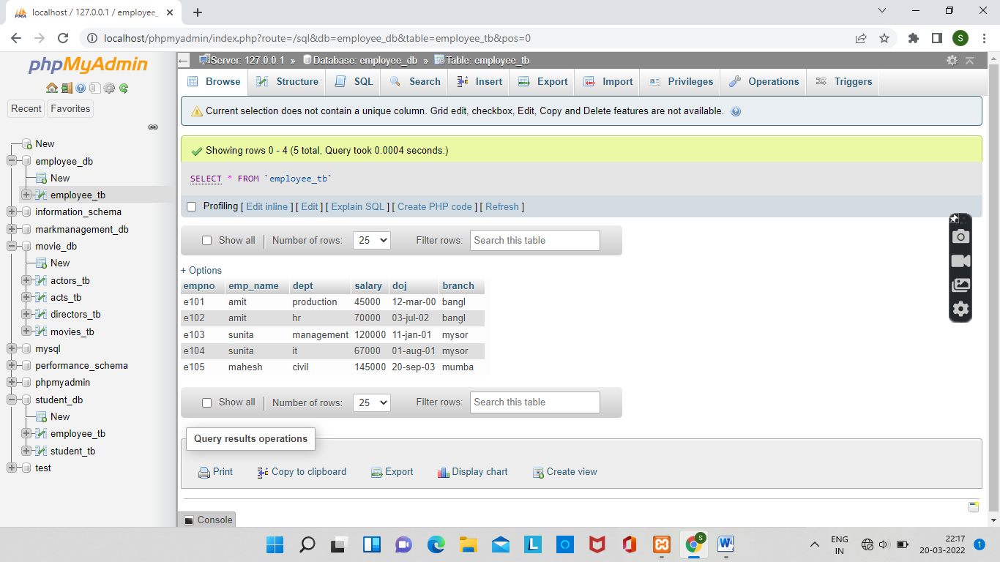 localhost / 127.0.0.1 / employee_
localhost/phpmyadmin/index.php?route=/sql&db=employee_db&table=employee_tb&pos=0
S
phpMyAdmin
Recent Favorites
New
employee_db
New
employee_tb
information_schema
markmanagement_db
movie_db
New
actors_tb
acts_tb
directors_tb
movies_tb
mysql
performance_schema
phpmyadmin
student_db
New
employee_tb
student_tb
test
Server: 127.0.0.1 » Database: employee_db » Table: employee_tb
Browse Structure SQL Search Insert Export Import Privileges Operations Triggers
Current selection does not contain a unique column. Grid edit, checkbox, Edit, Copy and Delete features are not available.
Showing rows 0 - 4 (5 total, Query took 0.0004 seconds.)
SELECT * FROM `employee_tb`
Profiling [ Edit inline ] [ Edit ] [ Explain SQL ] [ Create PHP code ] [ Refresh ]
Show all Number of rows: 25 Filter rows: Search this table
+ Options
empno emp_name dept salary doj branch
e101 amit production 45000 12-mar-00 bangl
e102 amit hr 70000 03-jul-02 bangl
e103 sunita management 120000 11-jan-01 mysor
e104 sunita it 67000 01-aug-01 mysor
e105 mahesh civil 145000 20-sep-03 mumba
Show all Number of rows: 25 Filter rows: Search this table
Query results operations
Print Copy to clipboard Export Display chart Create view
Console
ENG
IN
22:17
20-03-2022
1